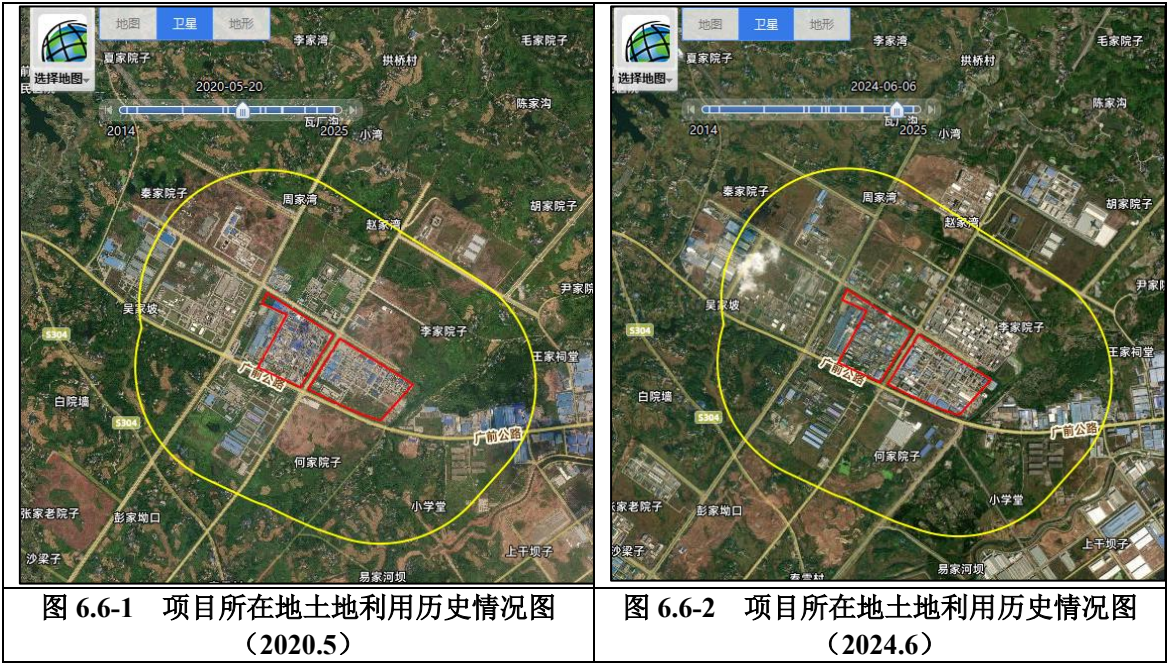 地图
卫星
地形
选择地图
李家湾
毛家院子
夏家院子
拱桥村
2020-05-20
陈家沟
瓦厂沟
2014
2025
小湾
秦家院子
周家湾
胡家院子
赵家湾
尹家院
吴家坡
李家院子
S304
王家祠堂
广前公路
白院墙
S304
广前公路
何家院子
小学堂
张家老院子
彭家坳口
上干坝子
沙梁子
易家河坝
图 6.6-1 项目所在地土地利用历史情况图
（2020.5）
地图
卫星
地形
选择地图
李家湾
毛家院子
夏家院子
拱桥村
2024-06-06
陈家沟
2014
2025
小湾
秦家院子
周家湾
胡家院子
赵家湾
尹家院
吴家坡
李家院子
S304
王家祠堂
广前公路
白院墙
S304
广前公路
何家院子
小学堂
张家老院子
彭家坳口
上干坝子
沙梁子
易家河坝
图 6.6-2 项目所在地土地利用历史情况图
（2024.6）